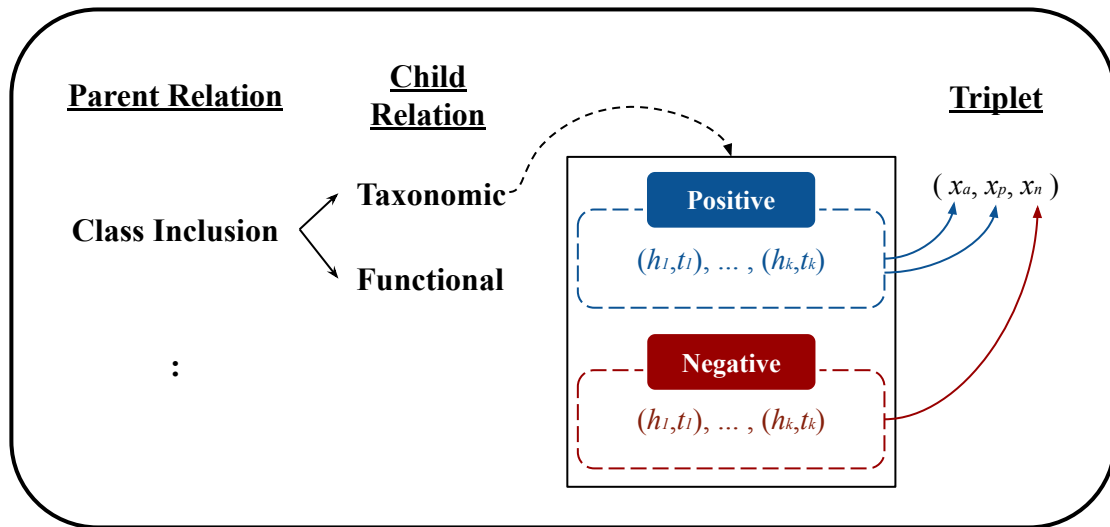 Parent Relation
Child
Relation
Triplet
Class Inclusion
Taxonomic
Functional
:
Positive
(h1,t1), ... , (hk,tk)
Negative
(h1,t1), ... , (hk,tk)
( xa, xp, xn )